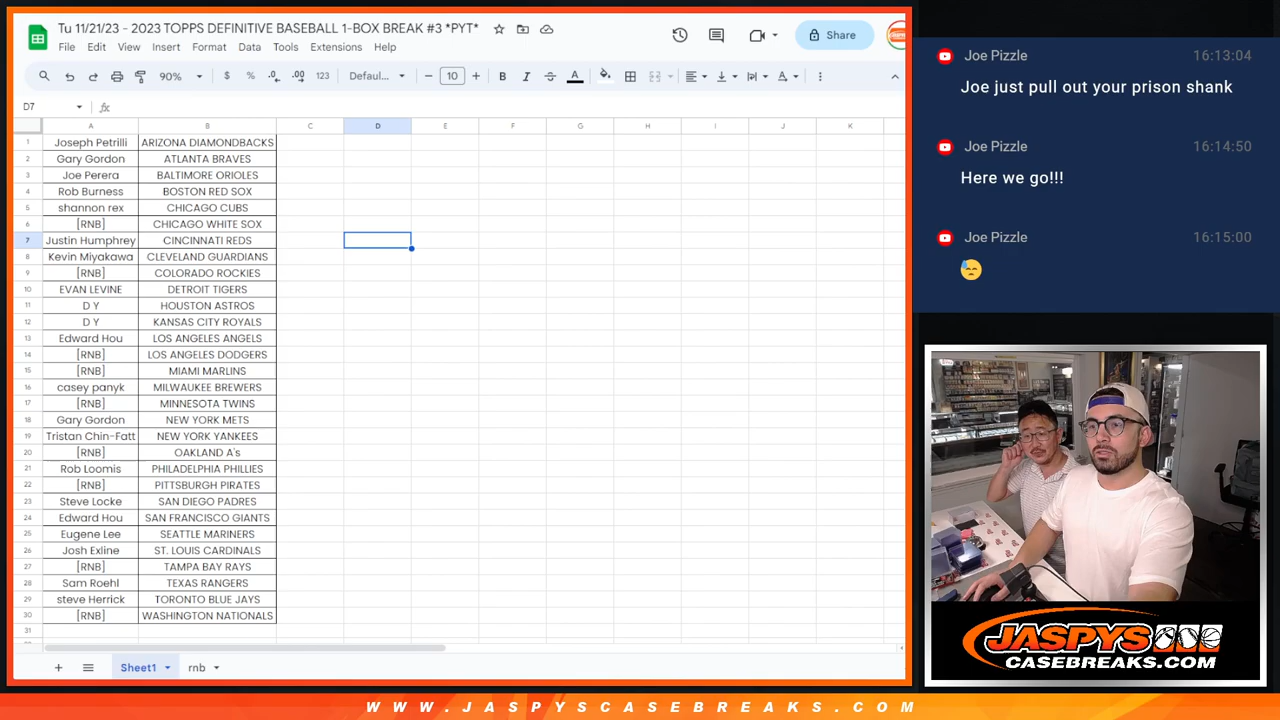 Tu 11/21/23 - 2023 TOPPS DEFINITIVE BASEBALL 1-BOX BREAK #3 *PYT*
File Edit View Insert Format Data Tools Extensions Help
Share
90% $ % .0 .00 123 Defaul... 10 B I A
D7 fx
A B C D E F G H I J K
1 Joseph Petrilli ARIZONA DIAMONDBACKS
2 Gary Gordon ATLANTA BRAVES
3 Joe Perera BALTIMORE ORIOLES
4 Rob Burness BOSTON RED SOX
5 shannon rex CHICAGO CUBS
6 [RNB] CHICAGO WHITE SOX
7 Justin Humphrey CINCINNATI REDS
8 Kevin Miyakawa CLEVELAND GUARDIANS
9 [RNB] COLORADO ROCKIES
10 EVAN LEVINE DETROIT TIGERS
11 D Y HOUSTON ASTROS
12 D Y KANSAS CITY ROYALS
13 Edward Hou LOS ANGELES ANGELS
14 [RNB] LOS ANGELES DODGERS
15 [RNB] MIAMI MARLINS
16 casey panyk MILWAUKEE BREWERS
17 [RNB] MINNESOTA TWINS
18 Gary Gordon NEW YORK METS
19 Tristan Chin-Fatt NEW YORK YANKEES
20 [RNB] OAKLAND A's
21 Rob Loomis PHILADELPHIA PHILLIES
22 [RNB] PITTSBURGH PIRATES
23 Steve Locke SAN DIEGO PADRES
24 Edward Hou SAN FRANCISCO GIANTS
25 Eugene Lee SEATTLE MARINERS
26 Josh Exline ST. LOUIS CARDINALS
27 [RNB] TAMPA BAY RAYS
28 Sam Roehl TEXAS RANGERS
29 steve Herrick TORONTO BLUE JAYS
30 [RNB] WASHINGTON NATIONALS
31
Sheet1 rnb
Joe Pizzle 16:13:04
Joe just pull out your prison shank
Joe Pizzle 16:14:50
Here we go!!!
Joe Pizzle 16:15:00
JASPYS
CASEBREAKS.COM
WWW.JASPYSCASEBREAKS.COM